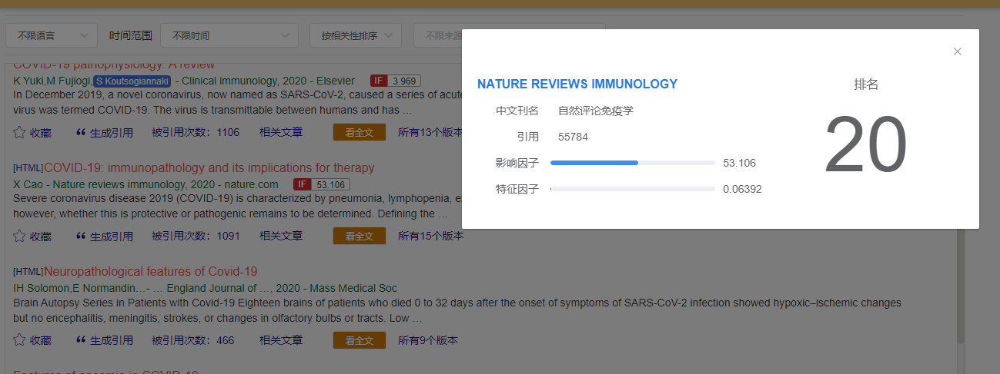 不限语言 时间范围 不限时间 按相关性排序 不限来源
COVID-19 pathophysiology: A review
K Yuki,M Fujiogi,S Koutsogiannaki - Clinical immunology, 2020 - Elsevier IF 3.969
In December 2019, a novel coronavirus, now named as SARS-CoV-2, caused a series of acute
virus was termed COVID-19. The virus is transmittable between humans and has ...
收藏 生成引用 被引用次数：1106 相关文章 看全文 所有13个版本
[HTML]COVID-19: immunopathology and its implications for therapy
X Cao - Nature reviews immunology, 2020 - nature.com IF 53.106
Severe coronavirus disease 2019 (COVID-19) is characterized by pneumonia, lymphopenia,
however, whether this is protective or pathogenic remains to be determined. Defining the ...
收藏 生成引用 被引用次数：1091 相关文章 看全文 所有15个版本
[HTML]Neuropathological features of Covid-19
IH Solomon,E Normandin…- … England Journal of …, 2020 - Mass Medical Soc
Brain Autopsy Series in Patients with Covid-19 Eighteen brains of patients who died 0 to 32 days after the onset of symptoms of SARS-CoV-2 infection showed hypoxic–ischemic changes
but no encephalitis, meningitis, strokes, or changes in olfactory bulbs or tracts. Low ...
收藏 生成引用 被引用次数：466 相关文章 看全文 所有9个版本
NATURE REVIEWS IMMUNOLOGY
中文刊名 自然评论免疫学
引用 55784
影响因子 53.106
特征因子 0.06392
排名
20